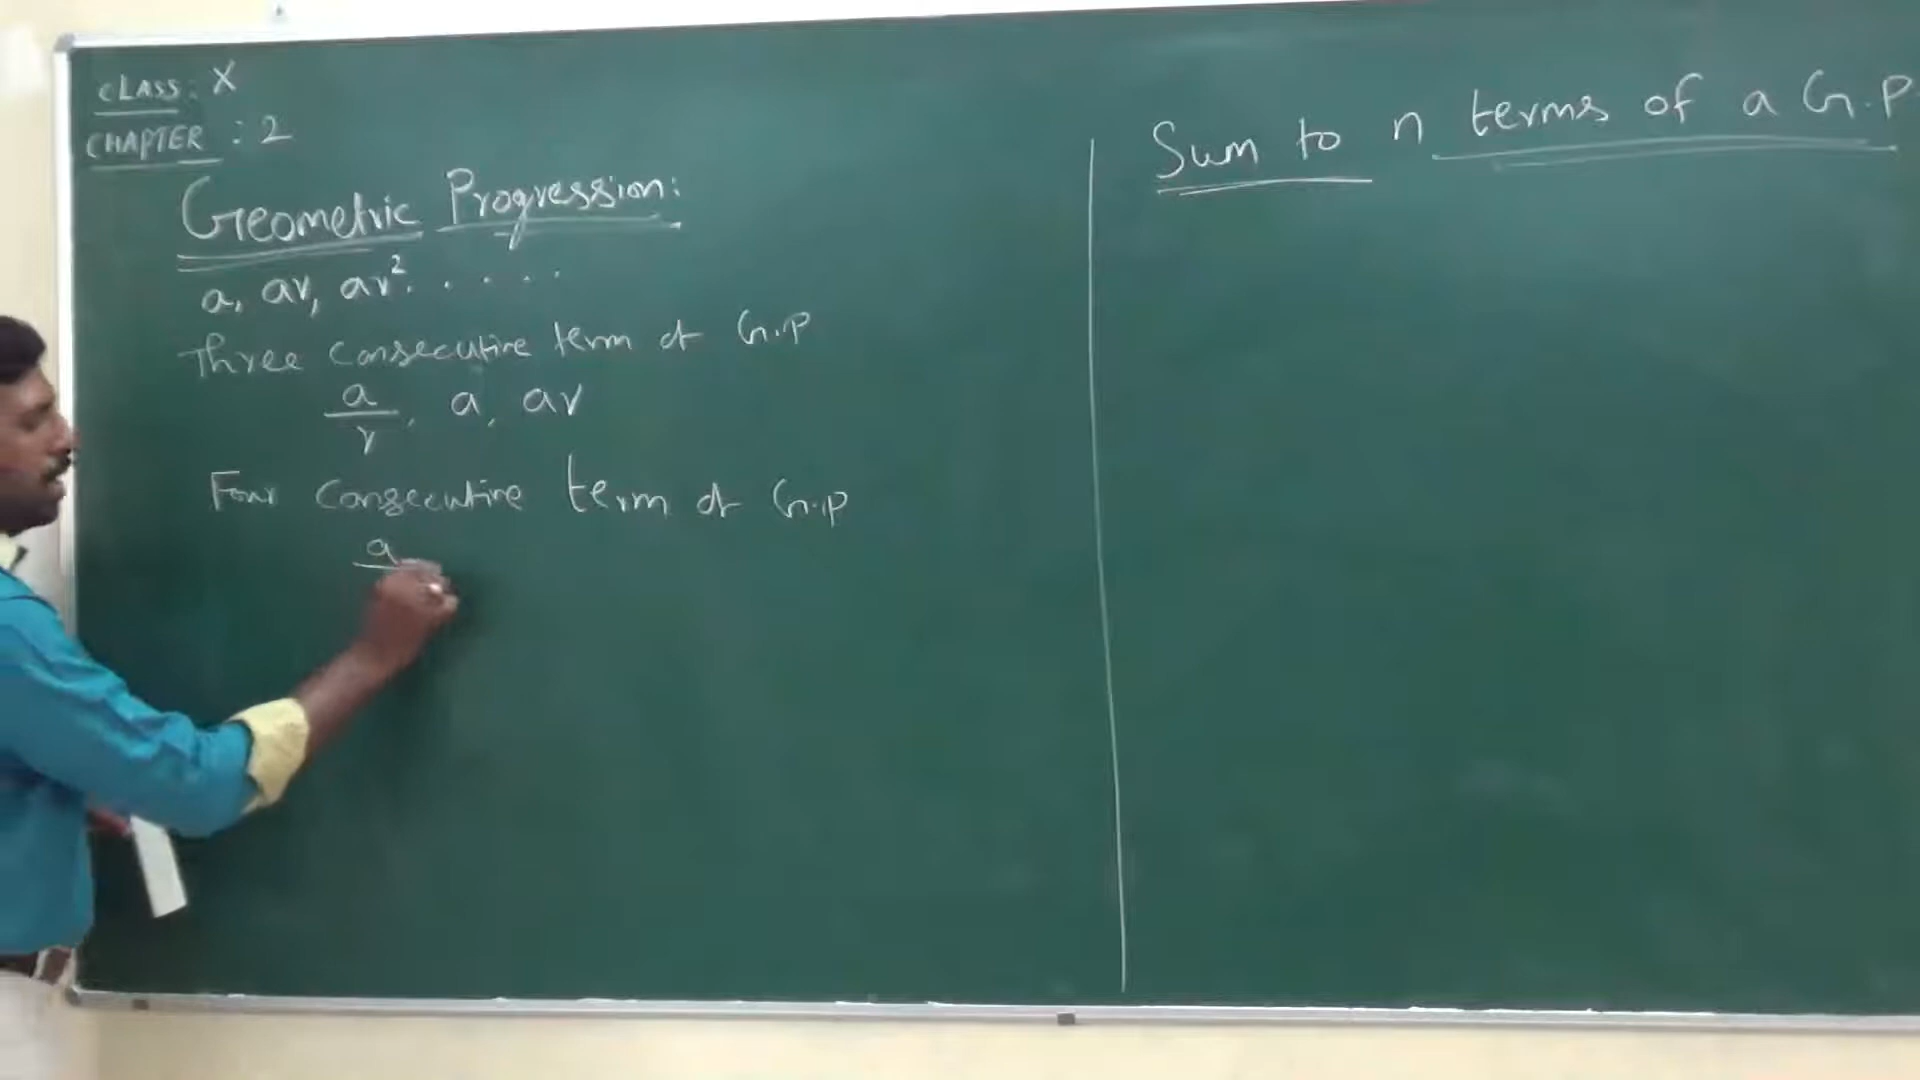 CLASS: X
CHAPTER : 2
Geometric Progression:
a, ar, ar². . . . .
Three Consecutive term of G.P
a/r, a, ar
Four Consecutive term of G.P
a
Sum to n terms of a G.P.